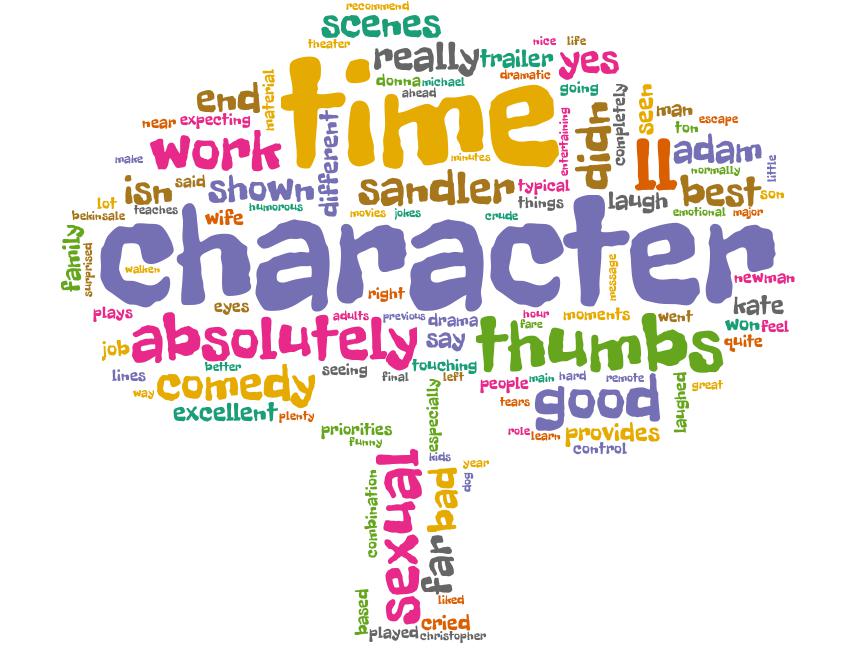 recommend
scenes
theater
nice life
really trailer yes
dramatic
donna michael
ahead
going
time
end
material
near expecting
different
work
make
minutes
entertaining
didn
completely
seen man escape
ton
ll adam
normally
little
isn said shown
sandler typical
things
laugh best son
lot
bekinsale teaches
wife humorous
movies jokes crude
emotional major
family
surprised
character
walken
message
newman
eyes right
plays
adults previous drama
hour
fare
moments went
kate
won feel
quite
job absolutely say thumbs
better
seeing final touching left
lines
way comedy
excellent plenty
people main hard remote
tears
good
laughed great
role learn provides
control
priorities
funny
especially
kids year
dog
combination
sexual
bad
far
based
liked
played cried
christopher